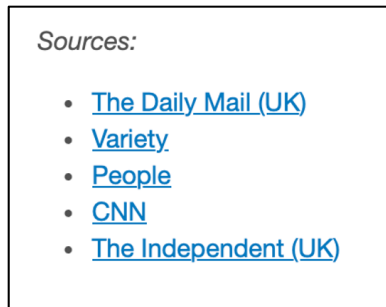 Sources:
• The Daily Mail (UK)
• Variety
• People
• CNN
• The Independent (UK)